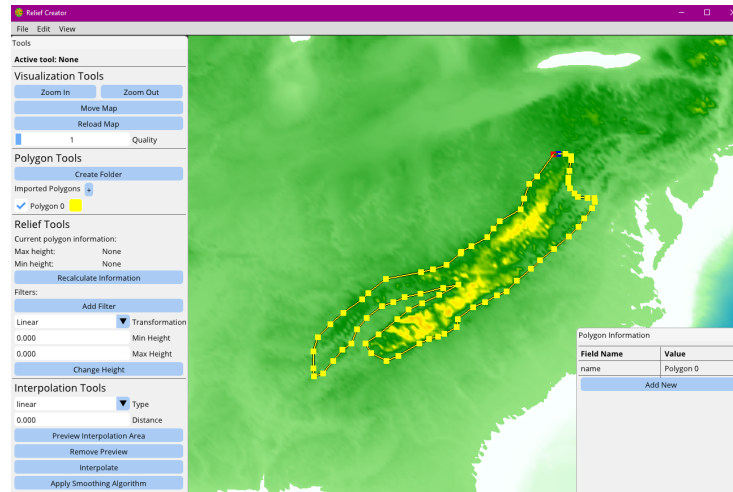 Relief Creator
File Edit View
Tools
Active tool: None
Visualization Tools
Zoom In Zoom Out
Move Map
Reload Map
1 Quality
Polygon Tools
Create Folder
Imported Polygons +
Polygon 0
Relief Tools
Current polygon information:
Max height: None
Min height: None
Recalculate Information
Filters:
Add Filter
Linear Transformation
0.000 Min Height
0.000 Max Height
Change Height
Interpolation Tools
linear Type
0.000 Distance
Preview Interpolation Area
Remove Preview
Interpolate
Apply Smoothing Algorithm
Polygon Information
Field Name Value
name Polygon 0
Add New